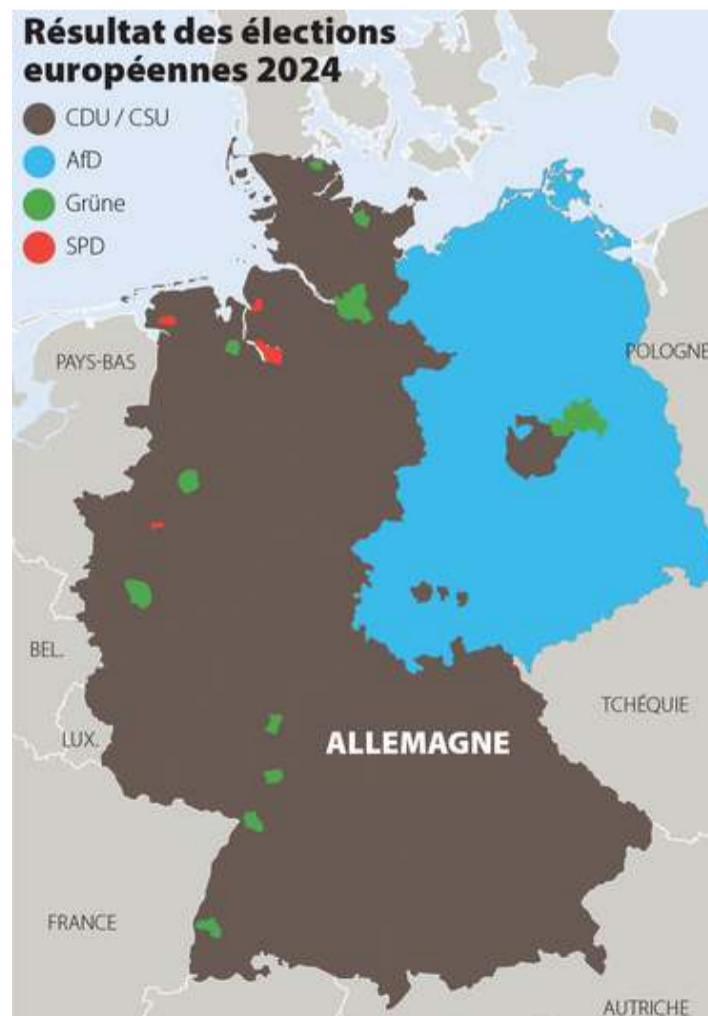 Résultat des élections
européennes 2024
CDU / CSU
AfD
Grüne
SPD
PAYS-BAS
POLOGNE
BEL.
LUX.
TCHÉQUIE
ALLEMAGNE
FRANCE
AUTRICHE